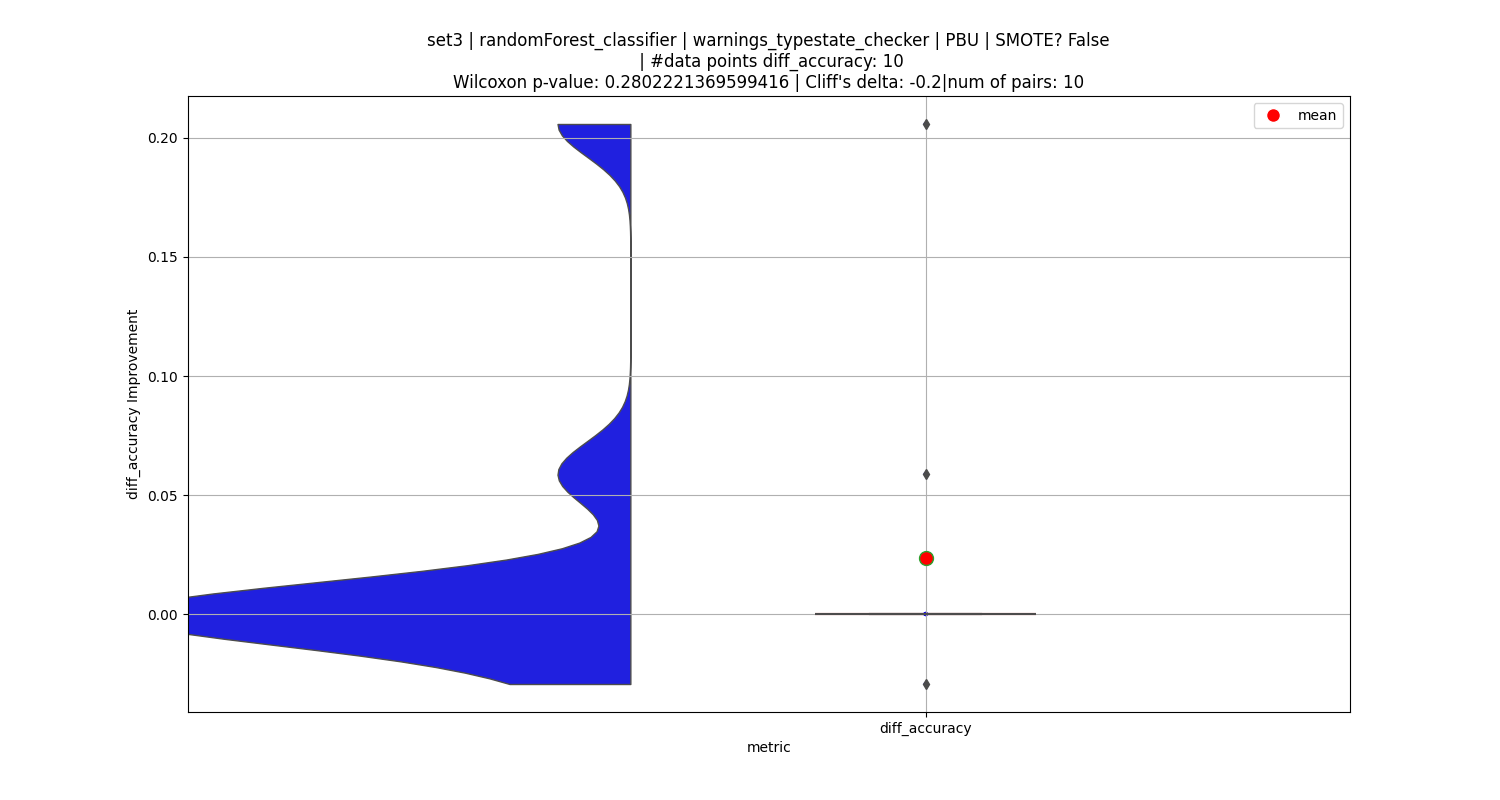 set3 | randomForest_classifier | warnings_typestate_checker | PBU | SMOTE? False
| #data points diff_accuracy: 10
Wilcoxon p-value: 0.2802221369599416 | Cliff's delta: -0.2|num of pairs: 10
mean
0.20
0.15
0.10
0.05
0.00
diff_accuracy Improvement
diff_accuracy
metric